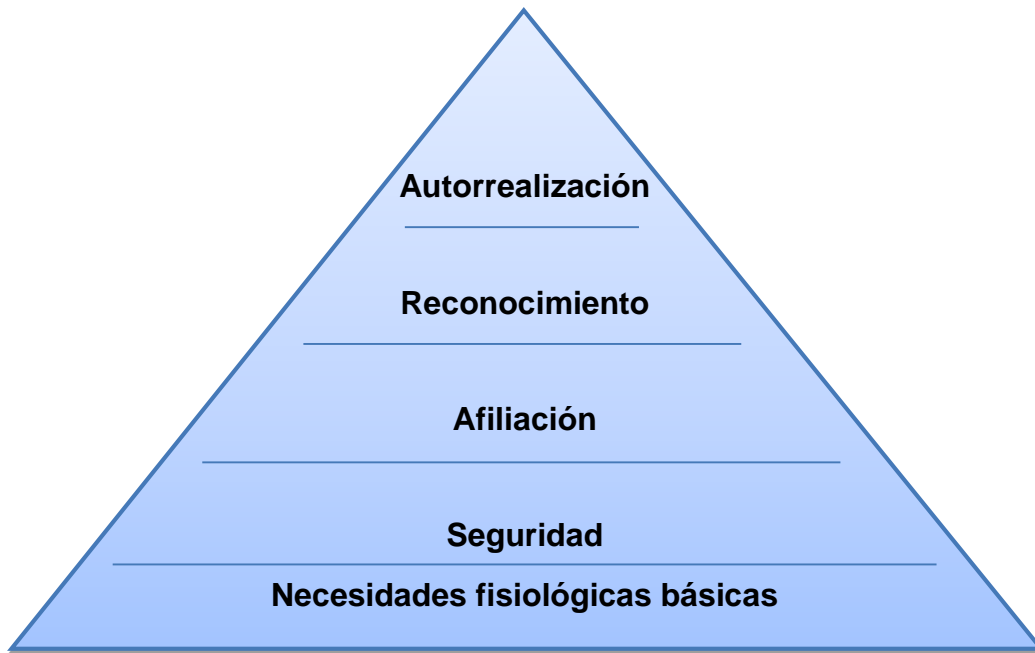 Autorrealización
Reconocimiento
Afiliación
Seguridad
Necesidades fisiológicas básicas